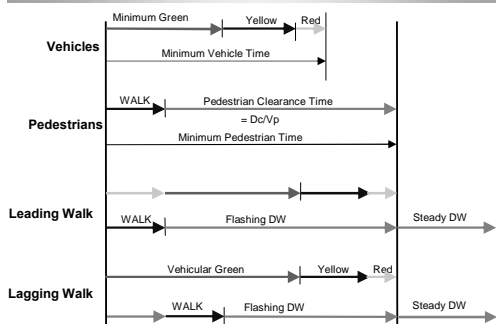 Minimum Green Yellow Red
Vehicles
Minimum Vehicle Time
WALK Pedestrian Clearance Time
= Dc/Vp
Pedestrians
Minimum Pedestrian Time
Leading Walk
WALK Flashing DW Steady DW
Vehicular Green Yellow Red
Lagging Walk
WALK Flashing DW Steady DW